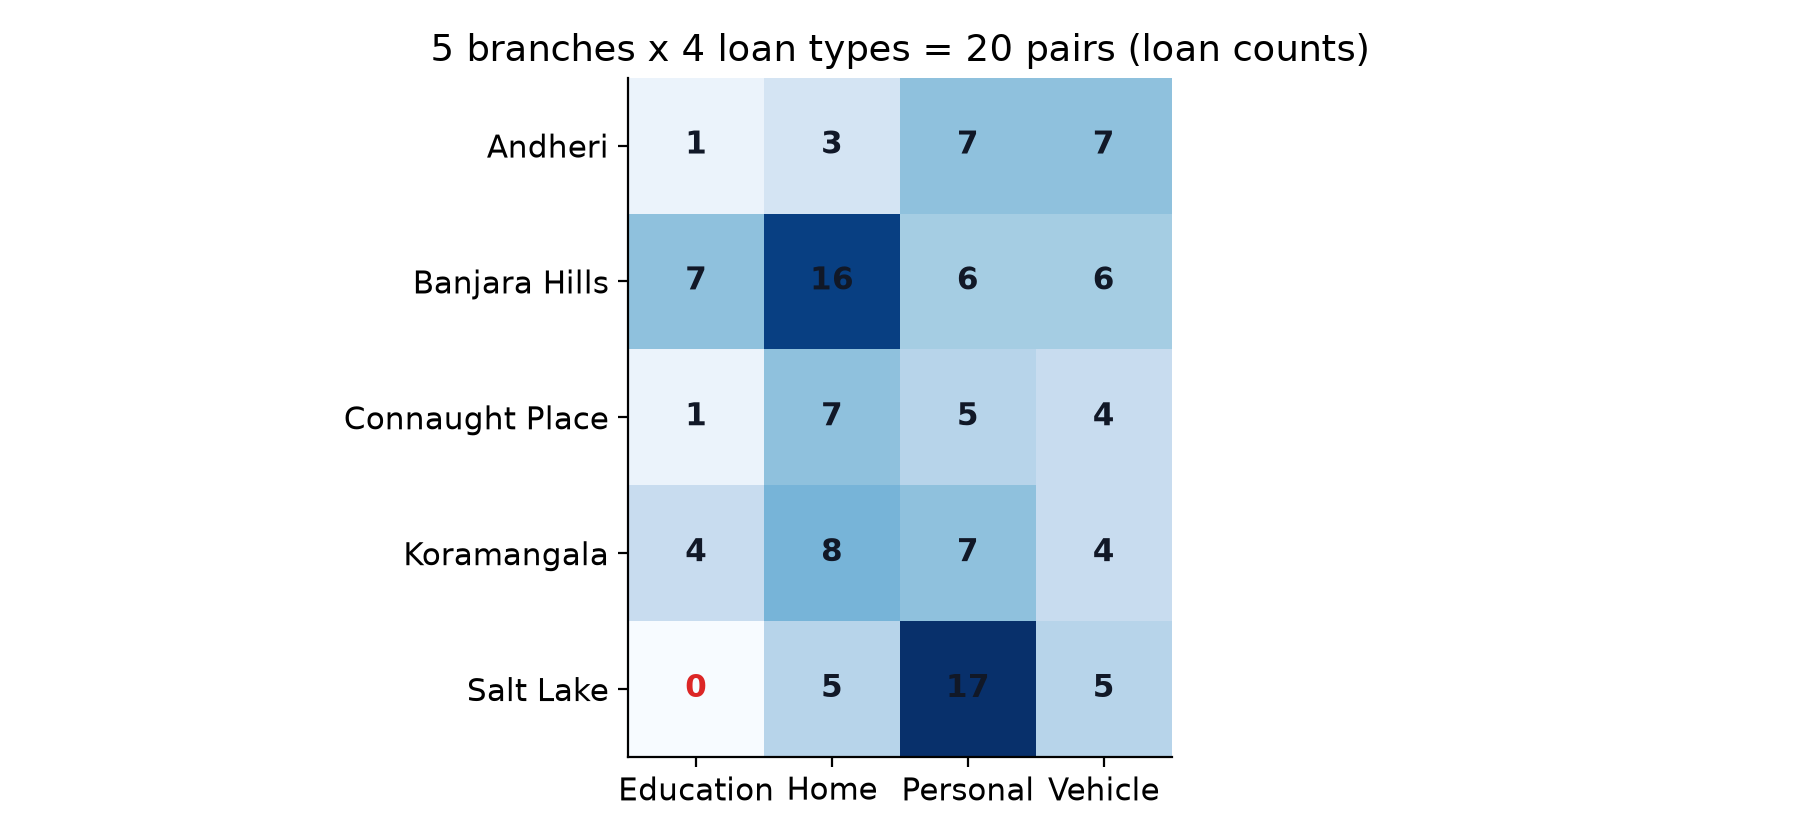 5 branches x 4 loan types = 20 pairs (loan counts)
Andheri 1 3 7 7
Banjara Hills 7 16 6 6
Connaught Place 1 7 5 4
Koramangala 4 8 7 4
Salt Lake 0 5 17 5
Education Home Personal Vehicle